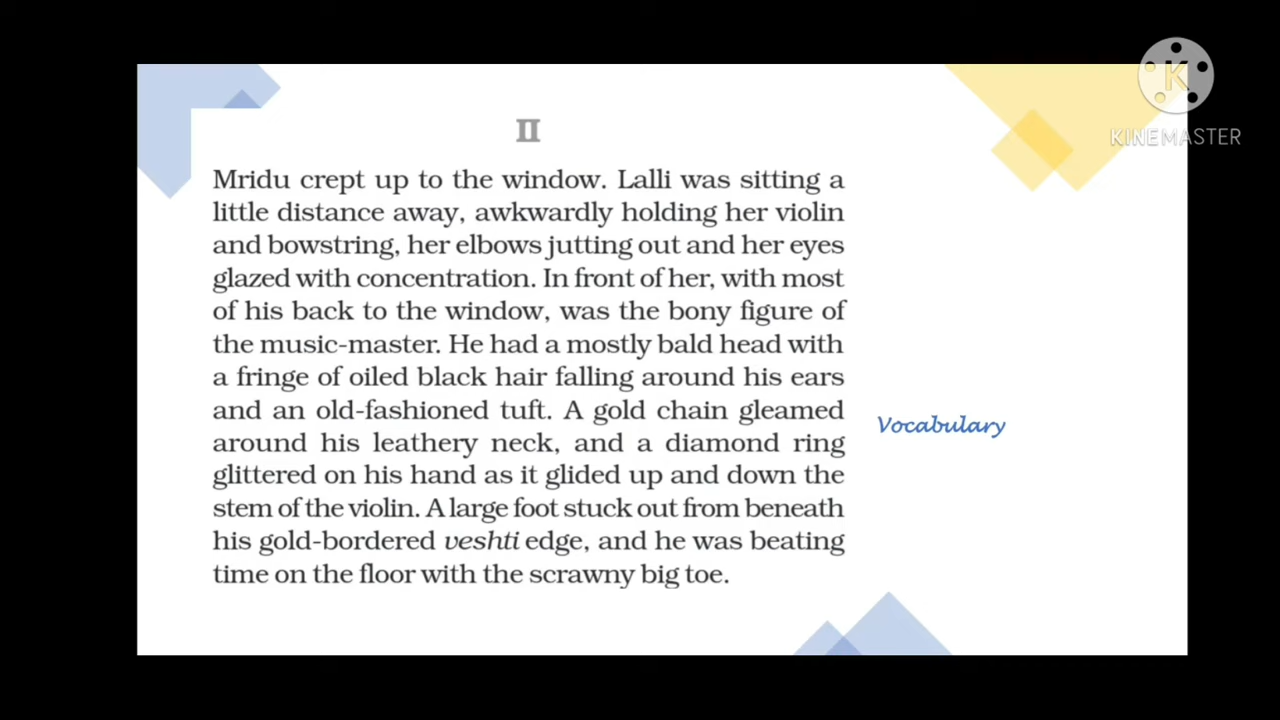 KINEMASTER
II
Mridu crept up to the window. Lalli was sitting a
little distance away, awkwardly holding her violin
and bowstring, her elbows jutting out and her eyes
glazed with concentration. In front of her, with most
of his back to the window, was the bony figure of
the music-master. He had a mostly bald head with
a fringe of oiled black hair falling around his ears
and an old-fashioned tuft. A gold chain gleamed
around his leathery neck, and a diamond ring
glittered on his hand as it glided up and down the
stem of the violin. A large foot stuck out from beneath
his gold-bordered veshti edge, and he was beating
time on the floor with the scrawny big toe.
Vocabulary